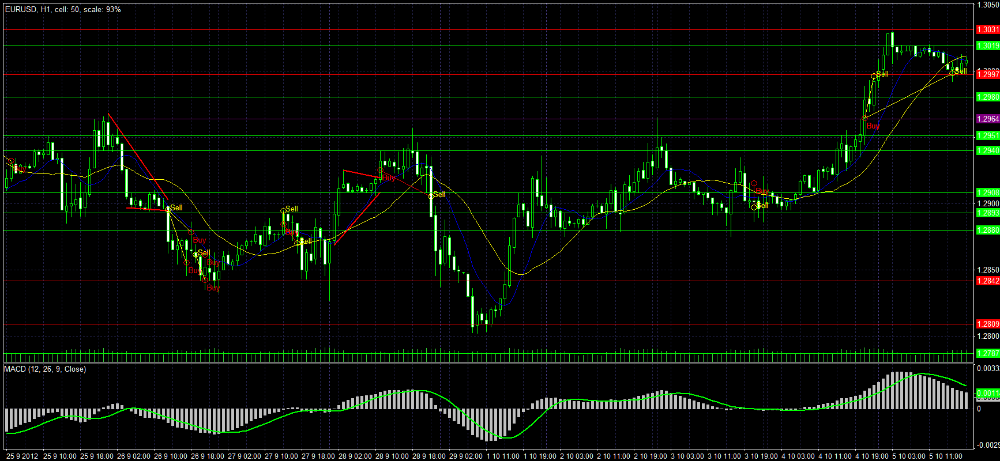 EURUSD, H1, cell: 50, scale: 93%
1.3050
1.3031
1.3019
1.2997
1.2980
1.2964
1.2951
1.2940
1.2908
1.2900
1.2893
1.2880
1.2850
1.2842
1.2809
1.2800
1.2787
Buy
Sell
Buy
Sell
Buy
Buy
Buy
Sell
Buy
Sell
Buy
Sell
Buy
Sell
Sell
Buy
Sell
MACD (12, 26, 9, Close)
0.0033
0.0011
0
-0.0029
25 9 2012 25 9 10:00 25 9 18:00 26 9 02:00 26 9 10:00 26 9 18:00 27 9 02:00 27 9 10:00 27 9 18:00 28 9 02:00 28 9 10:00 28 9 18:00 29 9 02:00 1 10 11:00 1 10 19:00 2 10 03:00 2 10 11:00 2 10 19:00 3 10 03:00 3 10 11:00 3 10 19:00 4 10 03:00 4 10 11:00 4 10 19:00 5 10 03:00 5 10 11:00